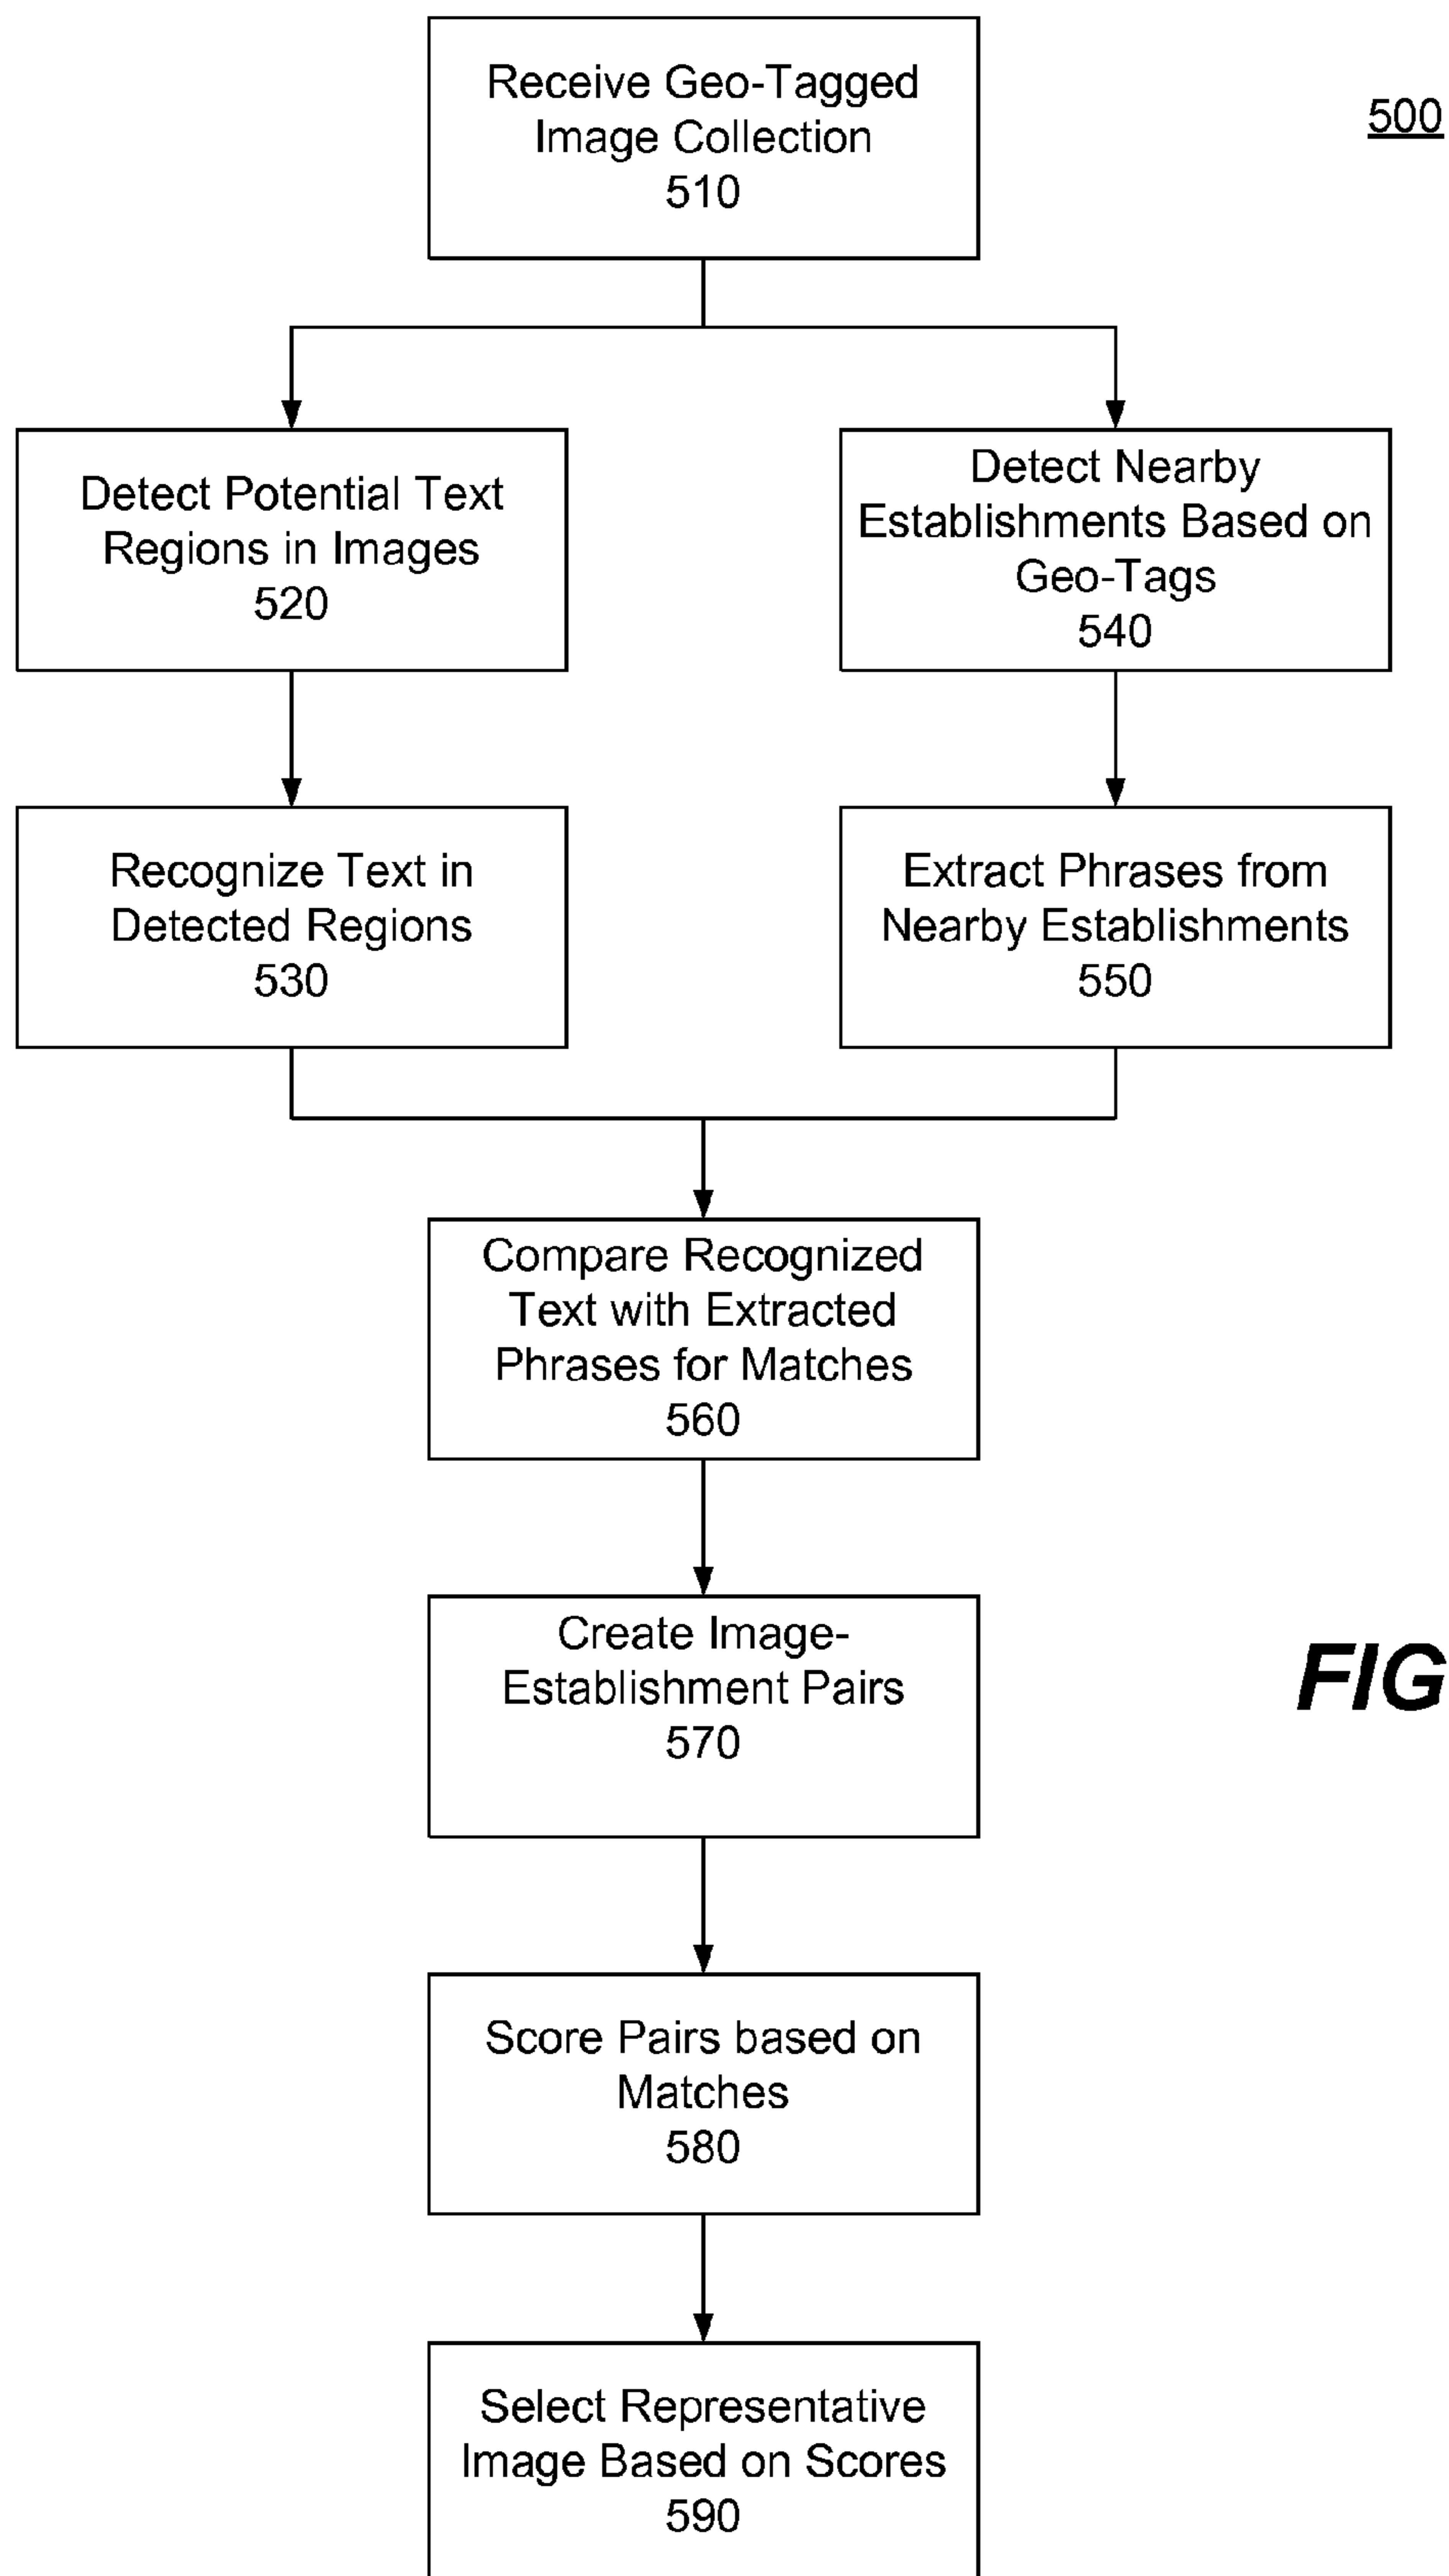 Receive Geo-Tagged
Image Collection
510
500
Detect Potential Text
Regions in Images
520
Detect Nearby
Establishments Based on
Geo-Tags
540
Recognize Text in
Detected Regions
530
Extract Phrases from
Nearby Establishments
550
Compare Recognized
Text with Extracted
Phrases for Matches
560
Create Image-
Establishment Pairs
570
FIG
Score Pairs based on
Matches
580
Select Representative
Image Based on Scores
590